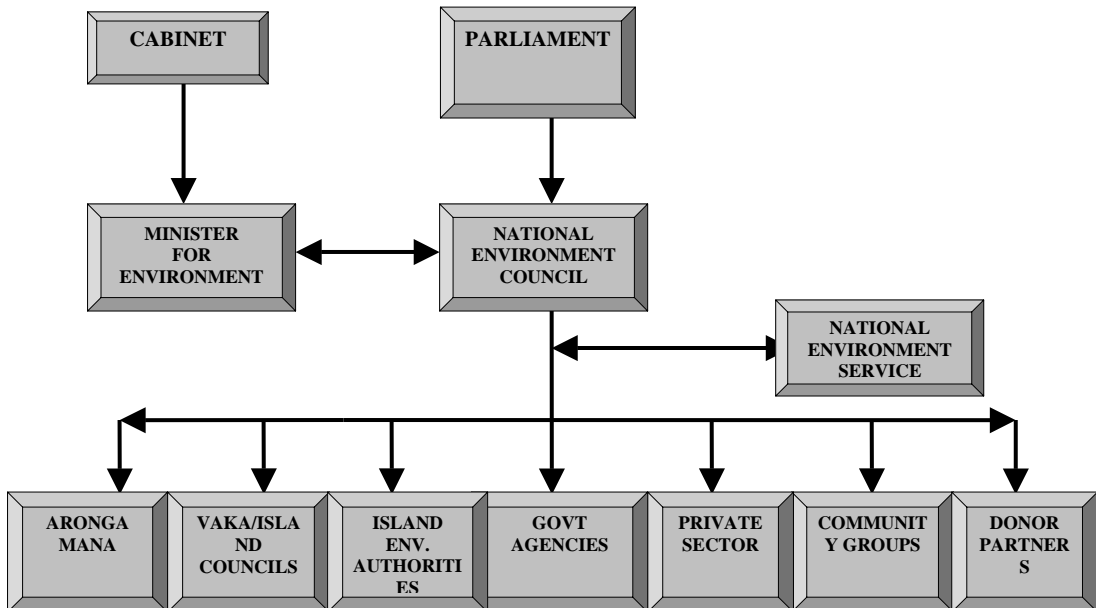 CABINET
PARLIAMENT
MINISTER
FOR
ENVIRONMENT
NATIONAL
ENVIRONMENT
COUNCIL
NATIONAL
ENVIRONMENT
SERVICE
ARONGA
MANA
VAKA/ISLA
ND
COUNCILS
ISLAND
ENV.
AUTHORITI
ES
GOVT
AGENCIES
PRIVATE
SECTOR
COMMUNIT
Y GROUPS
DONOR
PARTNER
S